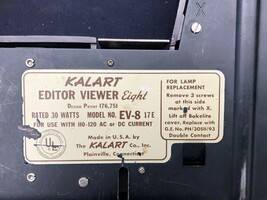 KALART
EDITOR VIEWER Eight
DESIGN PATENT 176,751
RATED 30 WATTS MODEL NO. EV-8 17E
FOR USE WITH 110-120 AC or DC CURRENT
UL
Made in U.S.A. by
The KALART Co., Inc.
Plainville, Connecticut
FOR LAMP
REPLACEMENT
Remove 3 screws
at this side
marked with X.
Lift off Bakelite
cover. Replace with
G.E. No. PH/30S11/93
Double Contact